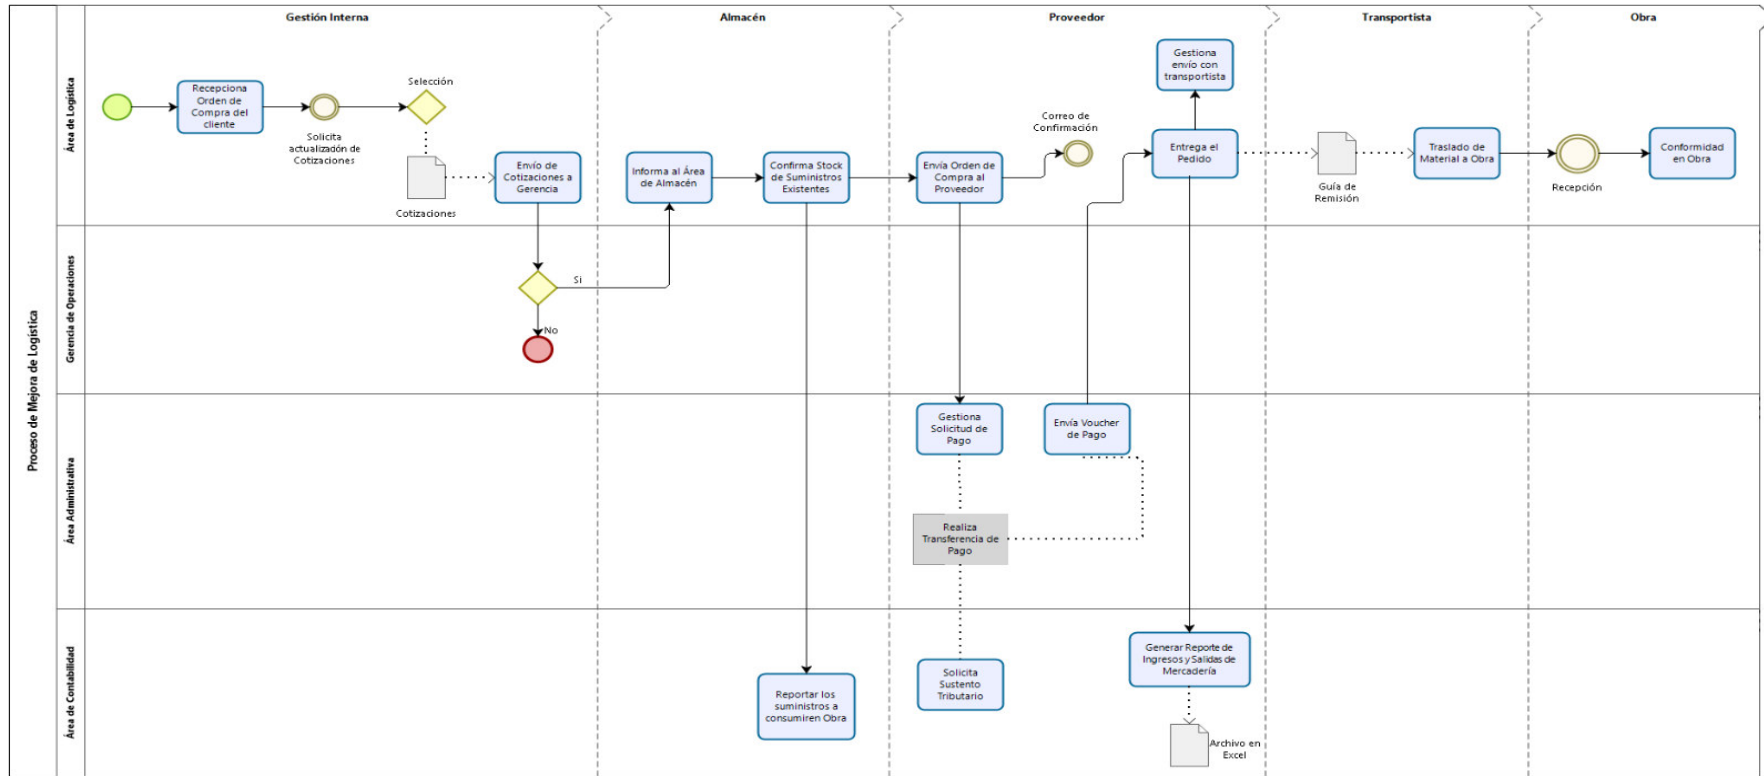 Gestión Interna
Almacén
Proveedor
Transportista
Obra
Proceso de Mejora de Logística
Área de Logística
Recepciona
Orden de
Compra del
cliente
Solicita
actualización de
Cotizaciones
Selección
Cotizaciones
Envío de
Cotizaciones a
Gerencia
Informa al Área
de Almacén
Confirma Stock
de Suministros
Existentes
Envía Orden de
Compra al
Proveedor
Correo de
Confirmación
Gestiona
envío con
transportista
Entrega el
Pedido
Guía de
Remisión
Traslado de
Material a Obra
Recepción
Conformidad
en Obra
Gerencia de Operaciones
Si
No
Área Administrativa
Gestiona
Solicitud de
Pago
Envía Voucher
de Pago
Realiza
Transferencia de
Pago
Área de Contabilidad
Reportar los
suministros a
consumiren Obra
Solicita
Sustento
Tributario
Generar Reporte de
Ingresos y Salidas de
Mercadería
Archivo en
Excel